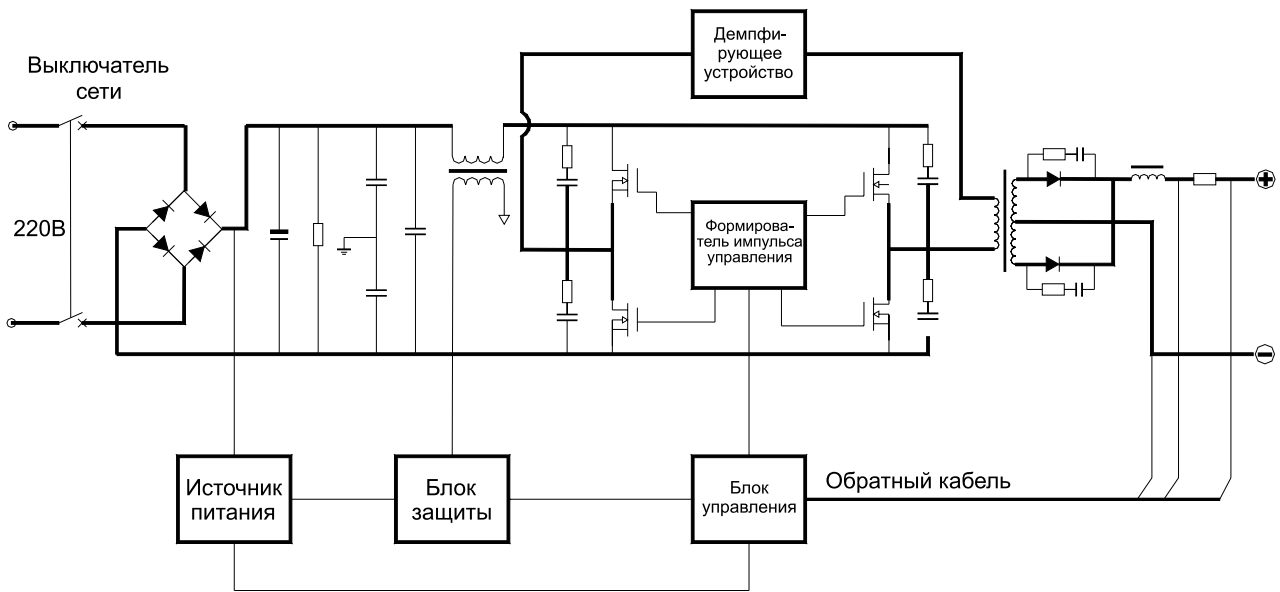 Демпфи-
рующее
устройство
Выключатель
сети
220В
Формирова-
тель импульса
управления
Источник
питания
Блок
защиты
Блок
управления
Обратный кабель